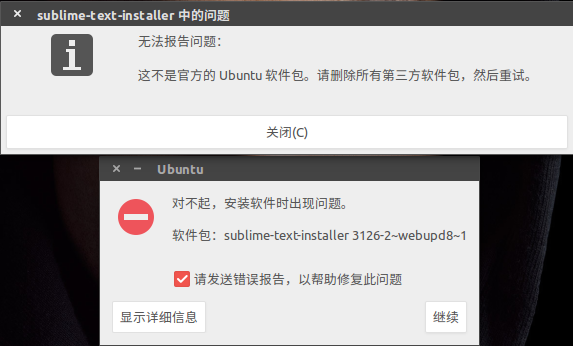 sublime-text-installer 中的问题
无法报告问题：
这不是官方的 Ubuntu 软件包。请删除所有第三方软件包，然后重试。
关闭(C)
Ubuntu
对不起，安装软件时出现问题。
软件包：sublime-text-installer 3126-2~webupd8~1
请发送错误报告，以帮助修复此问题
显示详细信息
继续